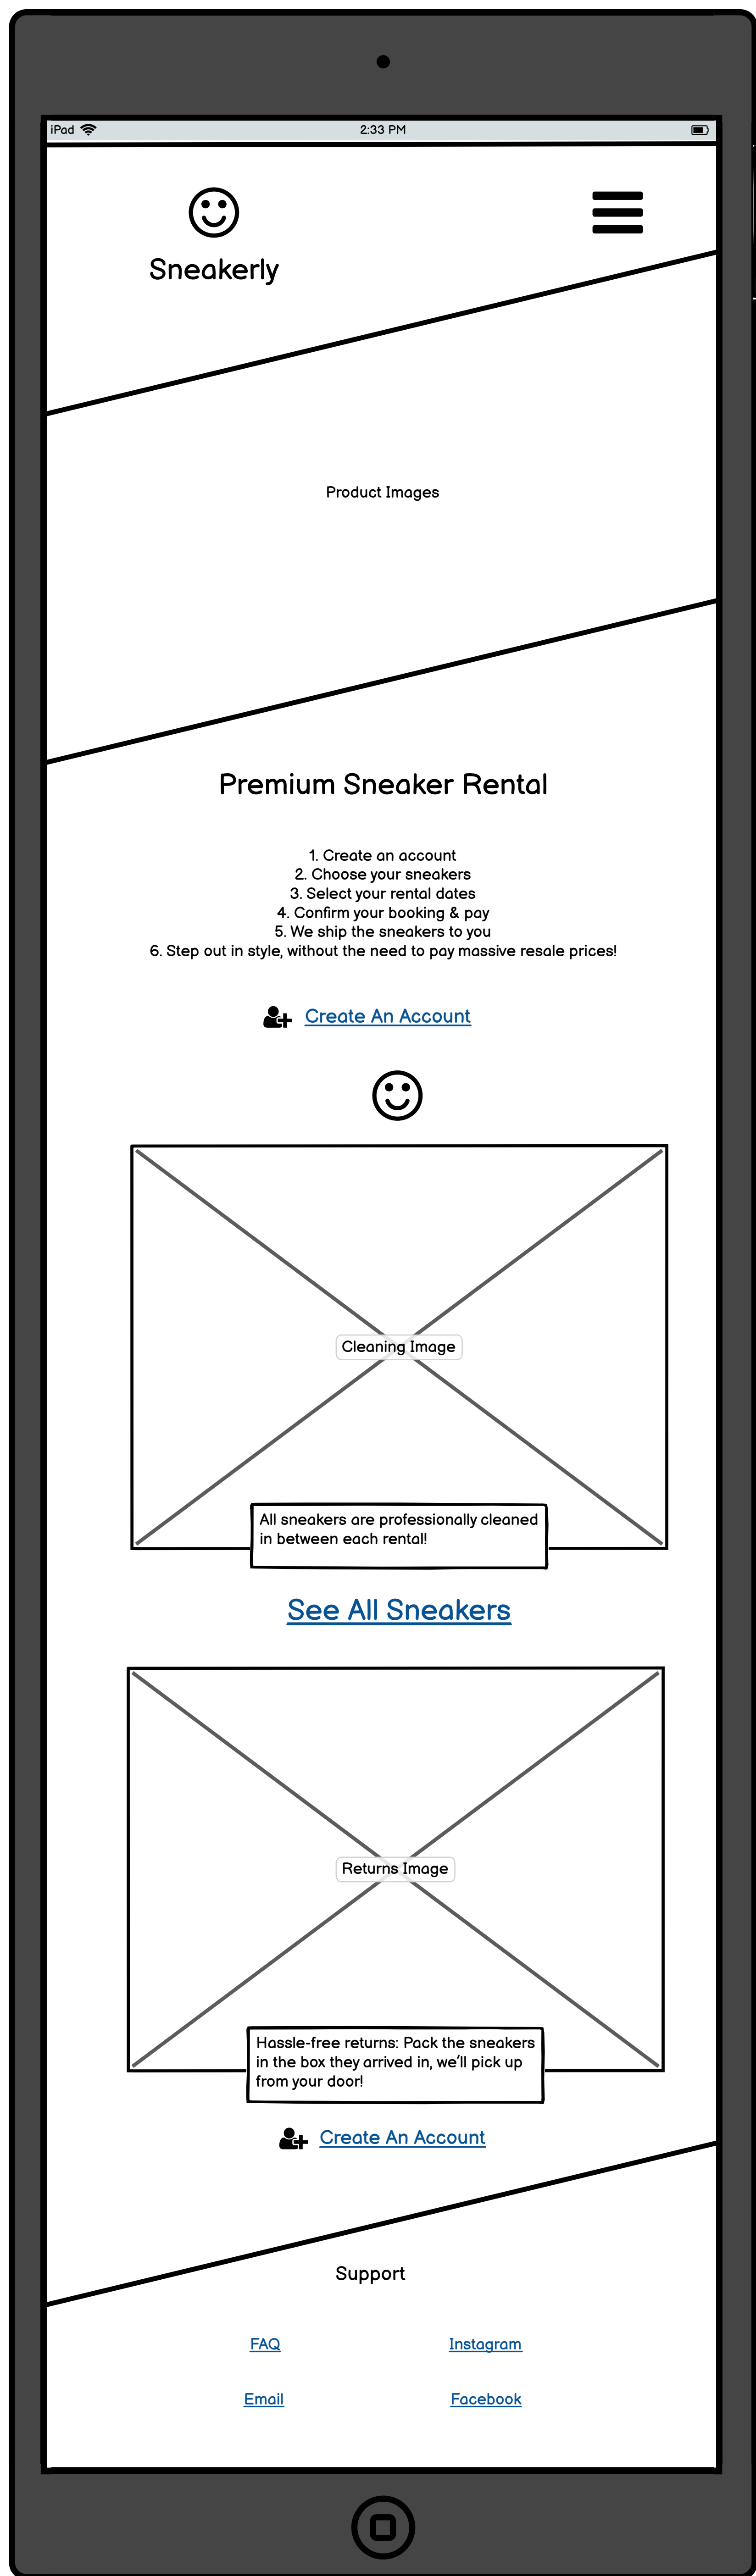 iPad
2:33 PM
Sneakerly
Product Images
Premium Sneaker Rental
1. Create an account
2. Choose your sneakers
3. Select your rental dates
4. Confirm your booking & pay
5. We ship the sneakers to you
6. Step out in style, without the need to pay massive resale prices!
Create An Account
Cleaning Image
All sneakers are professionally cleaned
in between each rental!
See All Sneakers
Returns Image
Hassle-free returns: Pack the sneakers
in the box they arrived in, we'll pick up
from your door!
Create An Account
Support
FAQ
Instagram
Email
Facebook